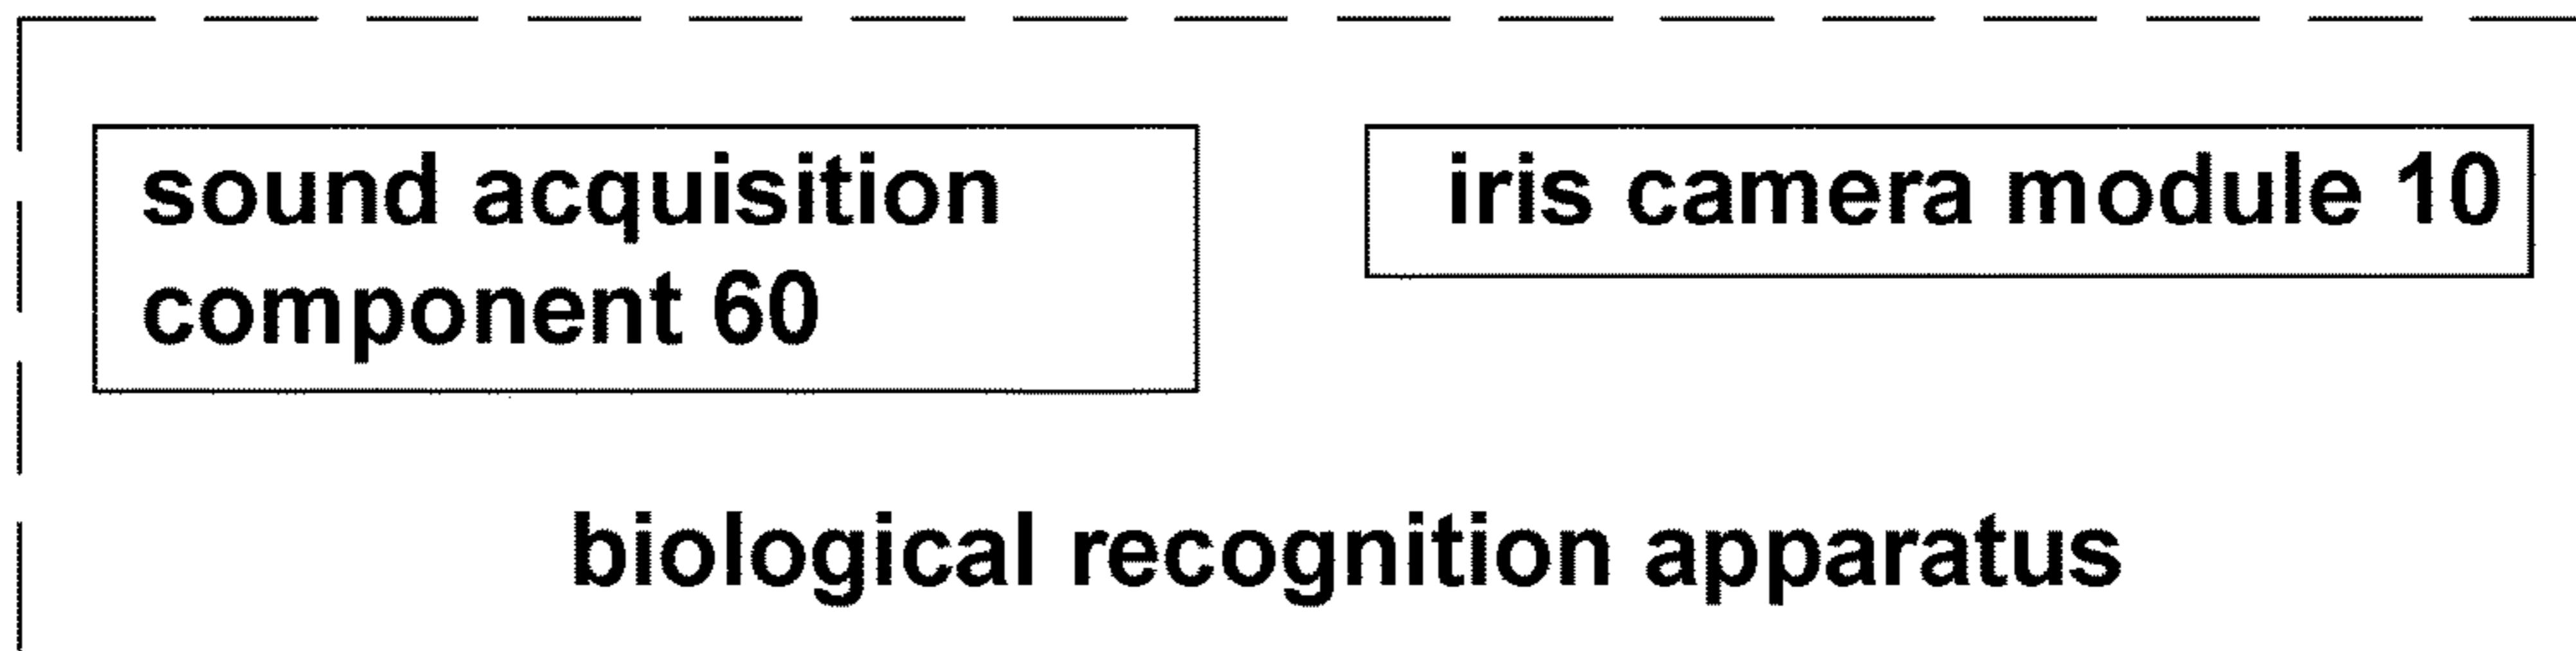 sound acquisition
component 60
iris camera module 10
biological recognition apparatus